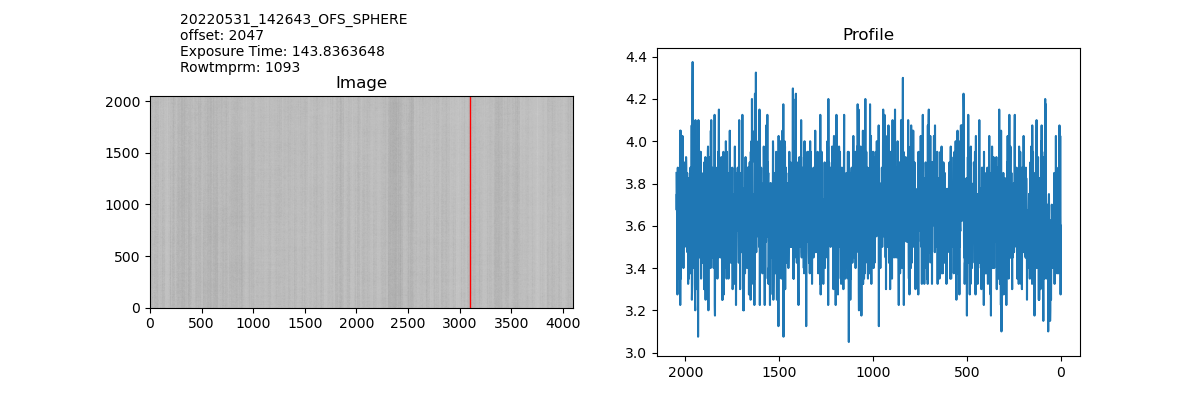 20220531_142643_OFS_SPHERE
offset: 2047
Exposure Time: 143.8363648
Rowtmprm: 1093
Image
2000
1500
1000
500
0
0 500 1000 1500 2000 2500 3000 3500 4000
Profile
4.4
4.2
4.0
3.8
3.6
3.4
3.2
3.0
2000 1500 1000 500 0